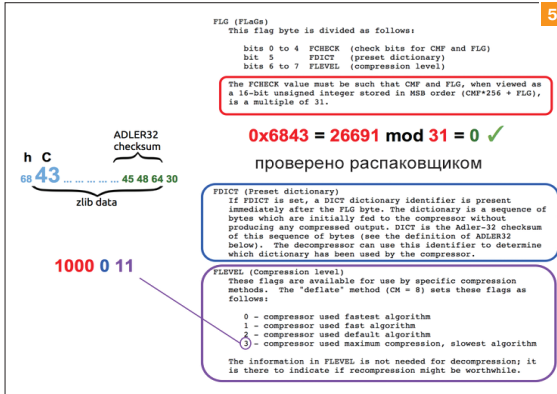 5
FLG (FLaGs)
This flag byte is divided as follows:
bits 0 to 4  FCHECK  (check bits for CMF and FLG)
bit  5       FDICT   (preset dictionary)
bits 6 to 7  FLEVEL  (compression level)
The FCHECK value must be such that CMF and FLG, when viewed
as a 16-bit unsigned integer stored in MSB order (CMF*256 + FLG),
is a multiple of 31.
0x6843 = 26691 mod 31 = 0 ✓
проверено распаковщиком
ADLER32
checksum
h C
68 43 ... ... ... ... ... 45 48 64 30
zlib data
1000 0 11
FDICT (Preset dictionary)
If FDICT is set, a DICT dictionary identifier is present
immediately after the FLG byte. The dictionary is a sequence of
bytes which are initially fed to the compressor without
producing any compressed output. DICT is the Adler-32 checksum
of this sequence of bytes (see the definition of ADLER32
below).  The decompressor can use this identifier to determine
which dictionary has been used by the compressor.
FLEVEL (Compression level)
These flags are available for use by specific compression
methods.  The "deflate" method (CM = 8) sets these flags as
follows:
0 - compressor used fastest algorithm
1 - compressor used fast algorithm
2 - compressor used default algorithm
3 - compressor used maximum compression, slowest algorithm
The information in FLEVEL is not needed for decompression; it
is there to indicate if recompression might be worthwhile.